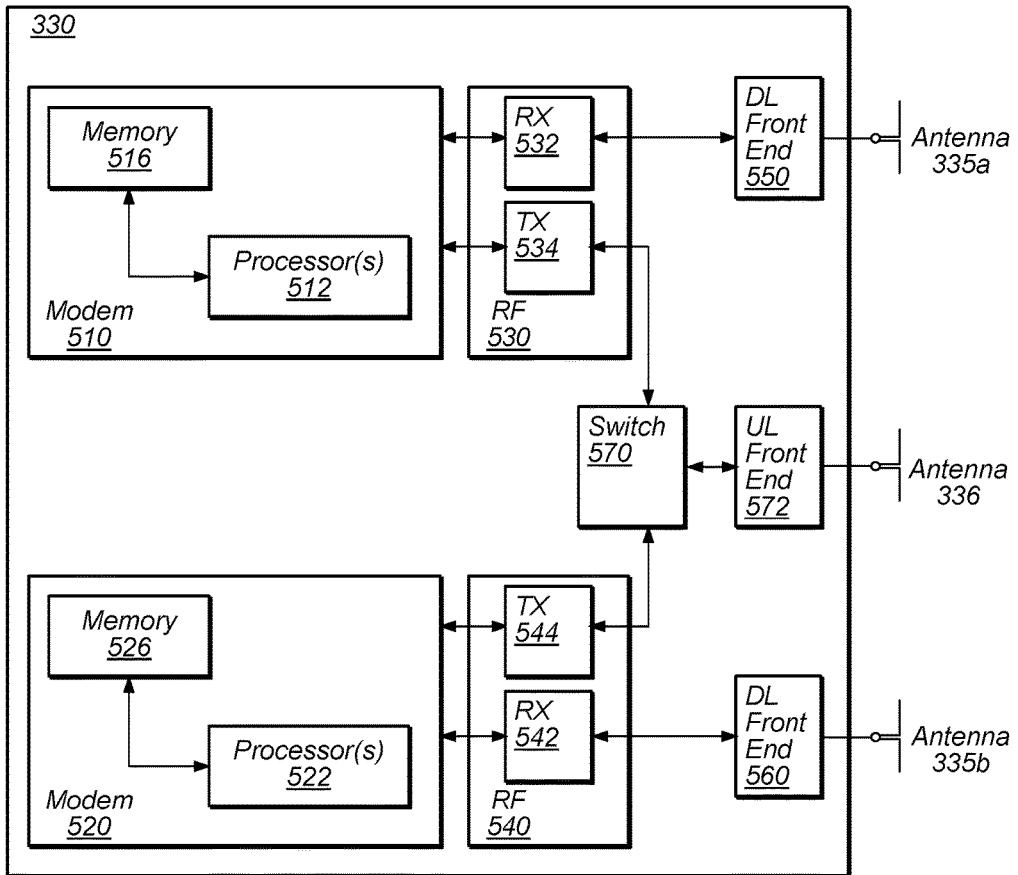 330
Memory
516
Processor(s)
512
Modem
510
RX
532
TX
534
RF
530
DL
Front
End
550
Antenna
335a
Switch
570
UL
Front
End
572
Antenna
336
Memory
526
Processor(s)
522
Modem
520
TX
544
RX
542
RF
540
DL
Front
End
560
Antenna
335b